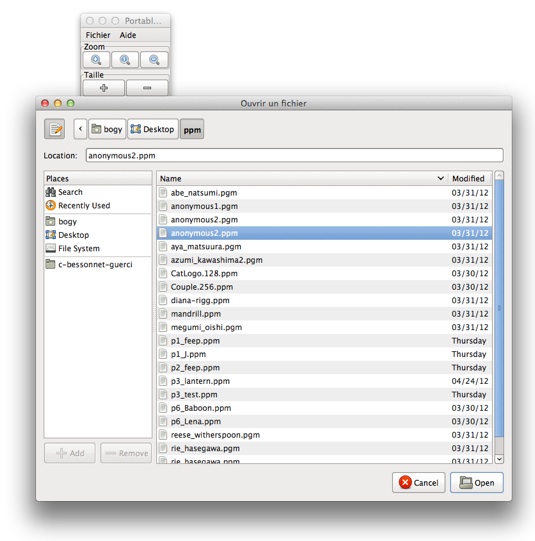 Portabl...
Fichier Aide
Zoom
Taille
Ouvrir un fichier
bogy Desktop ppm
Location: anonymous2.ppm
Places
Search
Recently Used
bogy
Desktop
File System
c-bessonnet-guerci
Add Remove
Name Modified
abe_natsumi.pgm 03/31/12
anonymous1.pgm 03/31/12
anonymous2.pgm 03/31/12
anonymous2.ppm 03/31/12
aya_matsuura.pgm 03/31/12
azumi_kawashima2.pgm 03/31/12
CatLogo.128.ppm 03/30/12
Couple.256.ppm 03/30/12
diana-rigg.pgm 03/31/12
mandrill.pgm 03/31/12
megumi_oishi.pgm 03/31/12
p1_feep.ppm Thursday
p1_J.ppm Thursday
p2_feep.ppm Thursday
p3_lantern.ppm 04/24/12
p3_test.ppm Thursday
p6_Baboon.ppm 03/30/12
p6_Lena.ppm 03/30/12
reese_witherspoon.pgm 03/31/12
rie_hasegawa.pgm 03/31/12
rie_hasegawa.ppm 03/31/12
Cancel Open